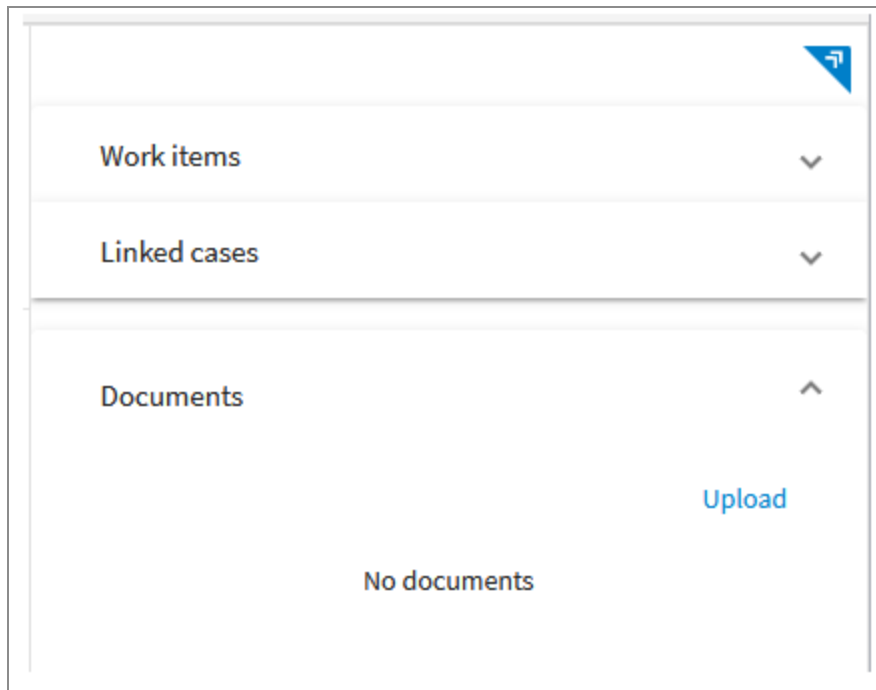 Work items
Linked cases
Documents
Upload
No documents